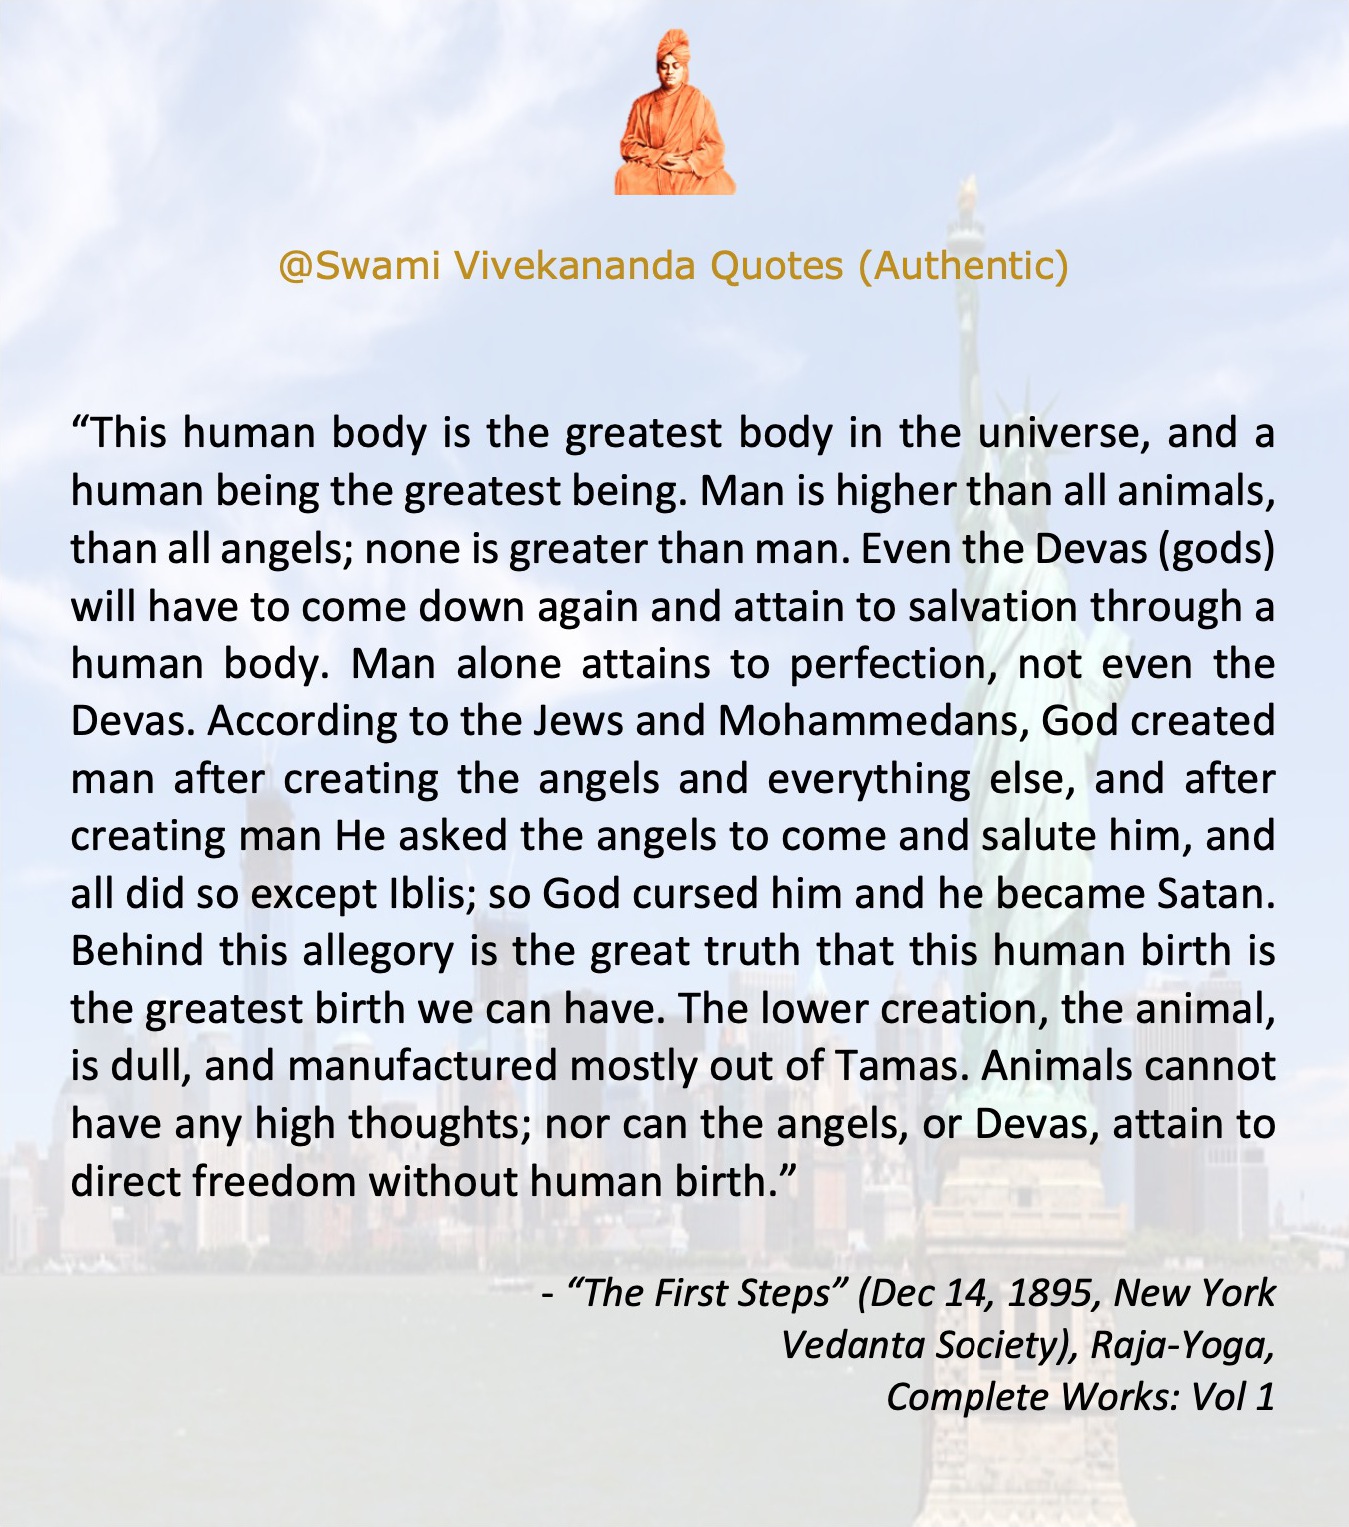 @Swami Vivekananda Quotes (Authentic)
“This human body is the greatest body in the universe, and a
human being the greatest being. Man is higher than all animals,
than all angels; none is greater than man. Even the Devas (gods)
will have to come down again and attain to salvation through a
human body. Man alone attains to perfection, not even the
Devas. According to the Jews and Mohammedans, God created
man after creating the angels and everything else, and after
creating man He asked the angels to come and salute him, and
all did so except Iblis; so God cursed him and he became Satan.
Behind this allegory is the great truth that this human birth is
the greatest birth we can have. The lower creation, the animal,
is dull, and manufactured mostly out of Tamas. Animals cannot
have any high thoughts; nor can the angels, or Devas, attain to
direct freedom without human birth.”
- “The First Steps” (Dec 14, 1895, New York
Vedanta Society), Raja-Yoga,
Complete Works: Vol 1